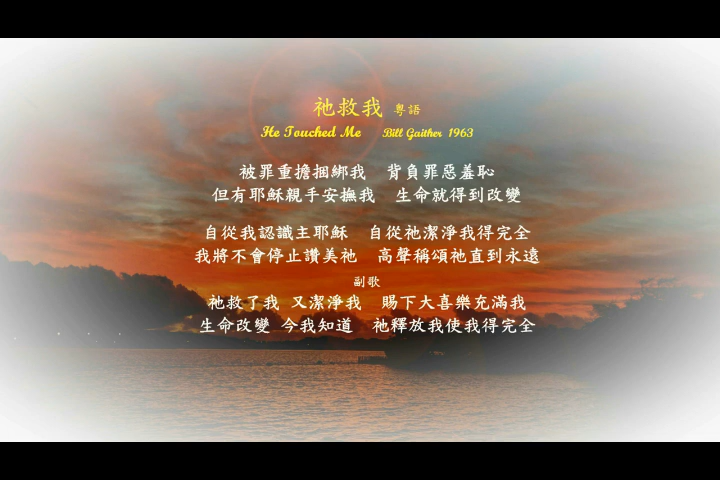 祂救我 粵語
He Touched Me Bill Gaither 1963
被罪重擔捆綁我 背負罪惡羞恥
但有耶穌親手安撫我 生命就得到改變
自從我認識主耶穌 自從祂潔淨我得完全
我將不會停止讚美祂 高聲稱頌祂直到永遠
副歌
祂救了我 又潔淨我 賜下大喜樂充滿我
生命改變 今我知道 祂釋放我使我得完全